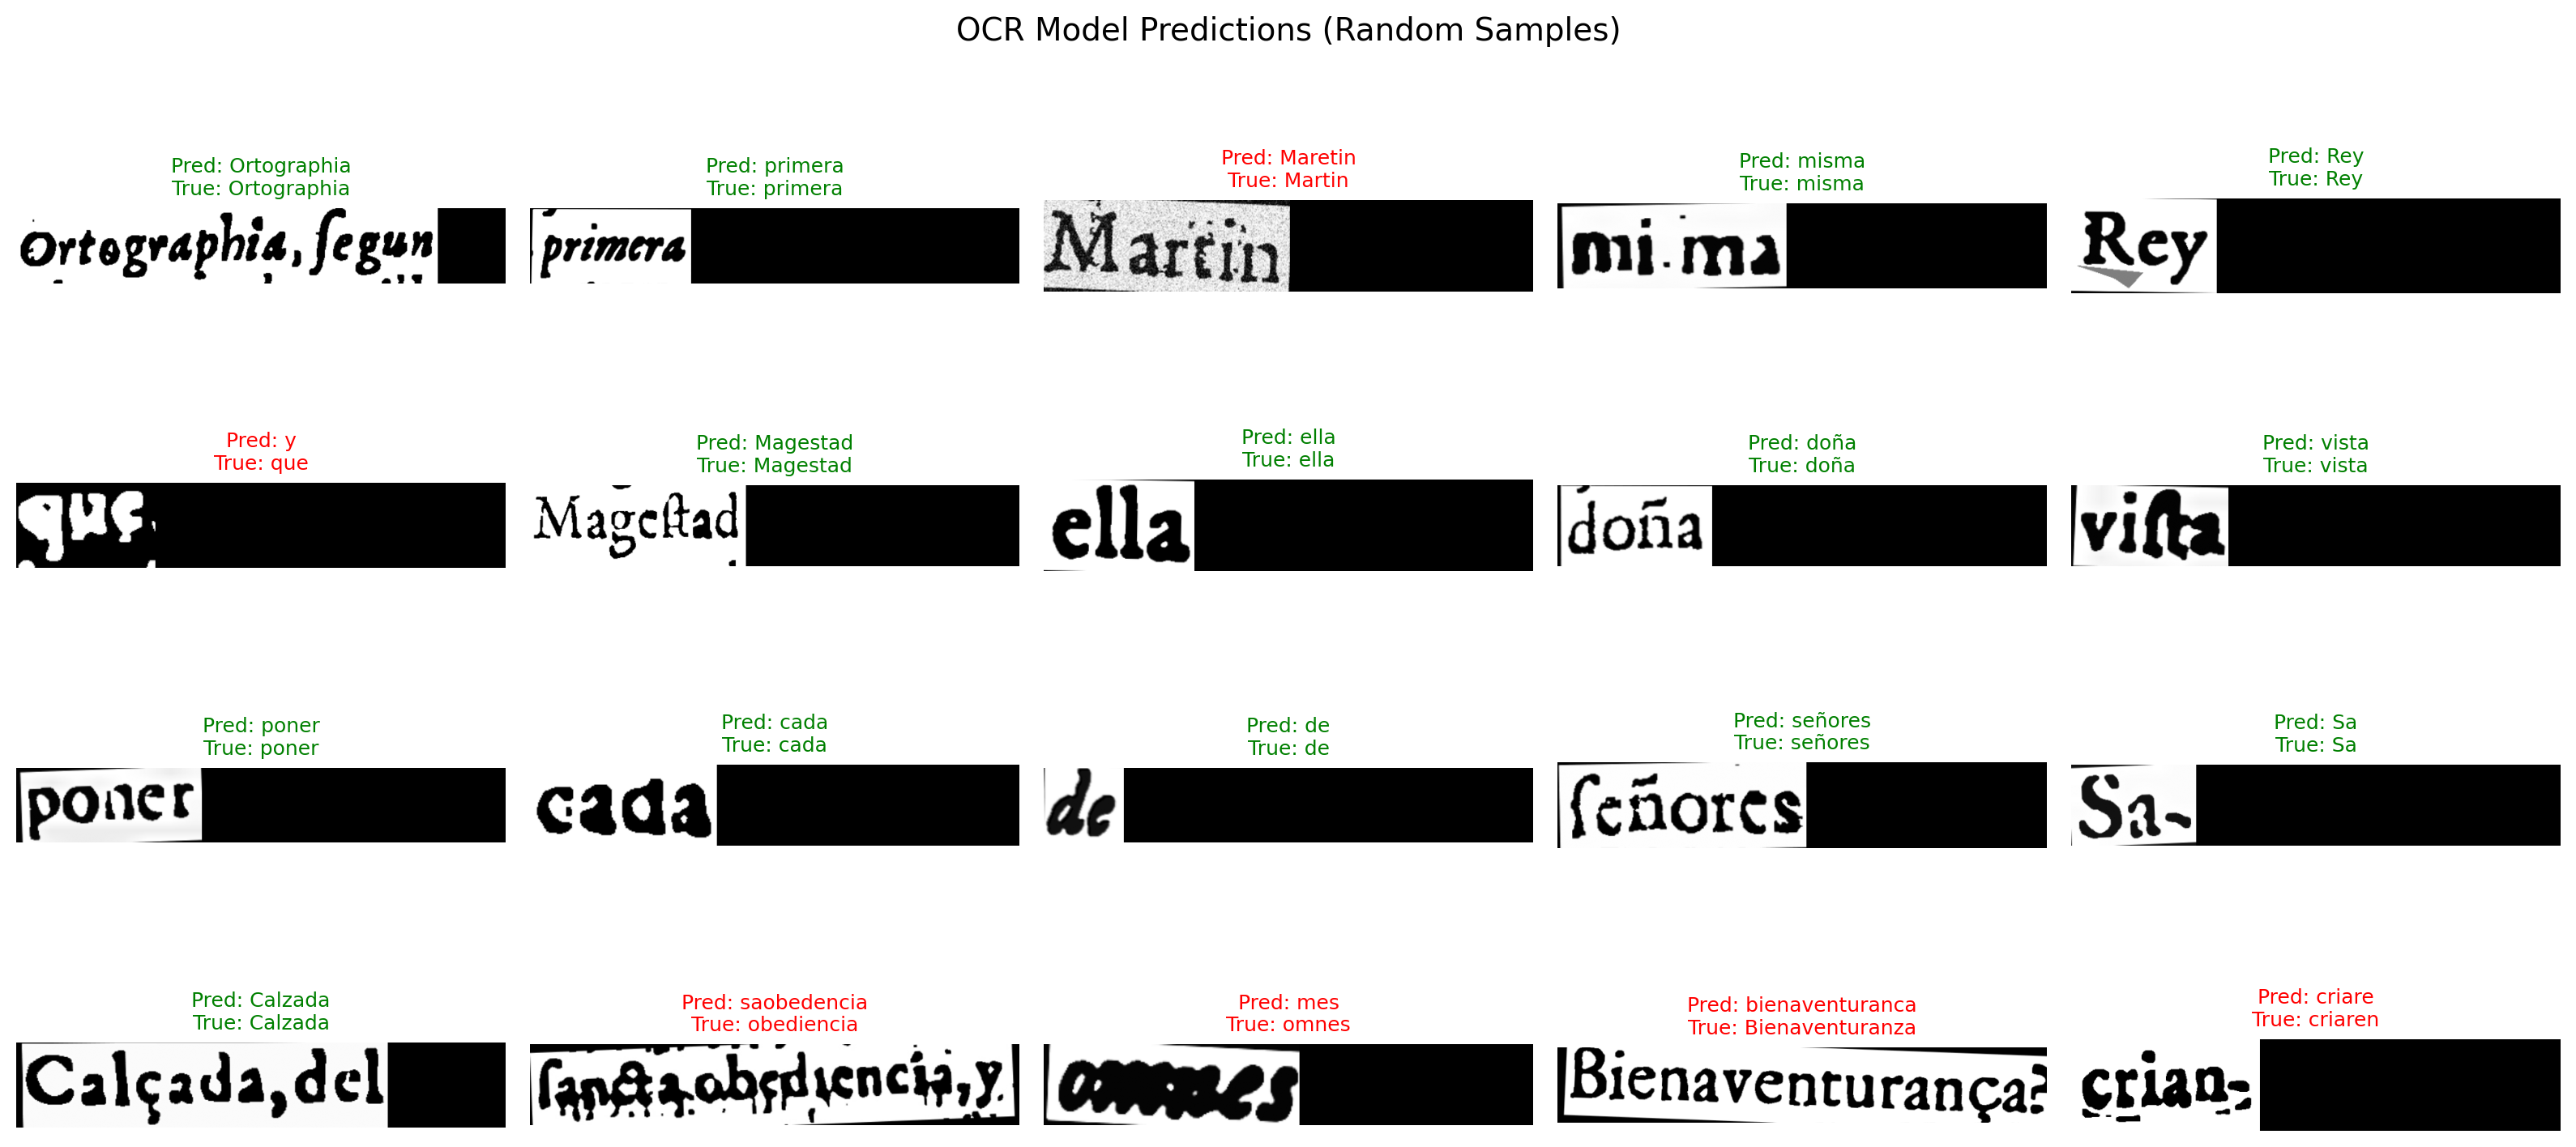 OCR Model Predictions (Random Samples)
Pred: Ortographia
True: Ortographia
Ortographia, ſegun
Pred: primera
True: primera
primera
Pred: Maretin
True: Martin
Martin
Pred: misma
True: misma
mi.ma
Pred: Rey
True: Rey
Rey
Pred: y
True: que
que
Pred: Magestad
True: Magestad
Mageſtad
Pred: ella
True: ella
ella
Pred: doña
True: doña
doña
Pred: vista
True: vista
viſta
Pred: poner
True: poner
poner
Pred: cada
True: cada
cada
Pred: de
True: de
de
Pred: señores
True: señores
ſeñores
Pred: Sa
True: Sa
Sa-
Pred: Calzada
True: Calzada
Calçada, del
Pred: saobedencia
True: obediencia
ſancta obediencia, y
Pred: mes
True: omnes
omnes
Pred: bienaventuranca
True: Bienaventuranza
Bienaventurança?
Pred: criare
True: criaren
crian-